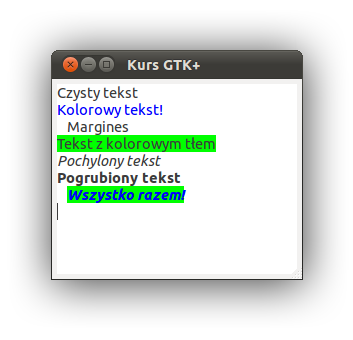 Kurs GTK+
Czysty tekst
Kolorowy tekst!
Margines
Tekst z kolorowym tłem
Pochylony tekst
Pogrubiony tekst
Wszystko razem!